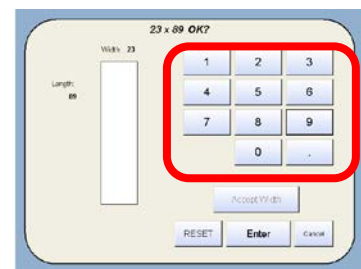 23 x 89 OK?
Width: 23
Length:
89
1 2 3
4 5 6
7 8 9
0 .
Accept Width
RESET Enter Cancel